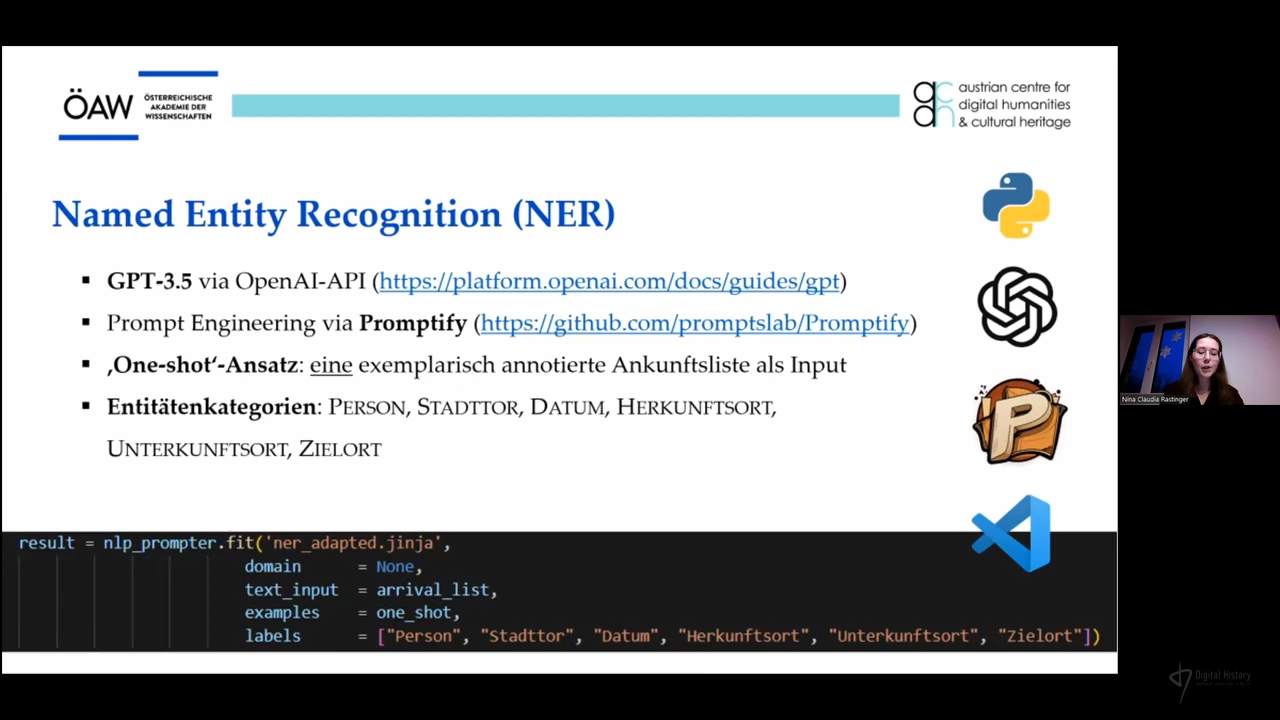 ÖAW
ÖSTERREICHISCHE
AKADEMIE DER
WISSENSCHAFTEN
acdh
austrian centre for
digital humanities
& cultural heritage
Named Entity Recognition (NER)
▪ GPT-3.5 via OpenAI-API (https://platform.openai.com/docs/guides/gpt)
▪ Prompt Engineering via Promptify (https://github.com/promptslab/Promptify)
▪ ‚One-shot‘-Ansatz: eine exemplarisch annotierte Ankunftsliste als Input
▪ Entitätenkategorien: PERSON, STADTTOR, DATUM, HERKUNFTSORT,
UNTERKUNFTSORT, ZIELORT
P
result = nlp_prompter.fit('ner_adapted.jinja',
domain = None,
text_input = arrival_list,
examples = one_shot,
labels = ["Person", "Stadttor", "Datum", "Herkunftsort", "Unterkunftsort", "Zielort"])
Nina Claudia Rastinger
Digital History